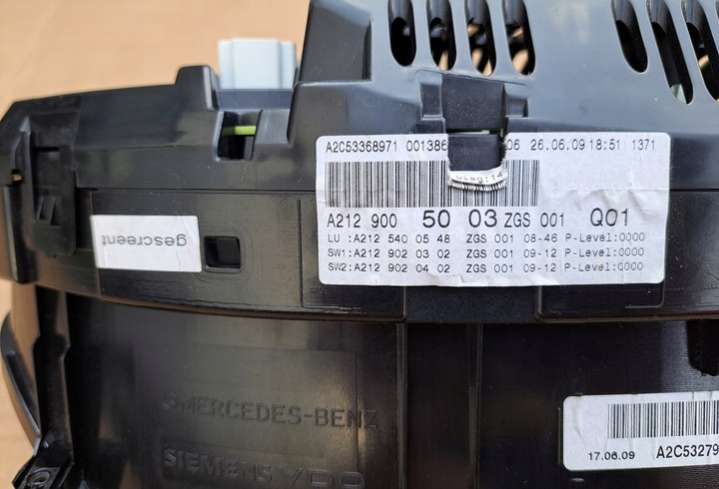 A2C53368971 001386 06 26.06.09 18:51 1371
A212 900 50 03 ZGS 001 Q01
LU :A212 540 05 48 ZGS 001 08-46 P-Level:0000
SW1:A212 902 03 02 ZGS 001 09-12 P-Level:0000
SW2:A212 902 04 02 ZGS 001 09-12 P-Level:0000
gescreent
MERCEDES-BENZ
SIEMENS VDO
17.06.09 A2C53279